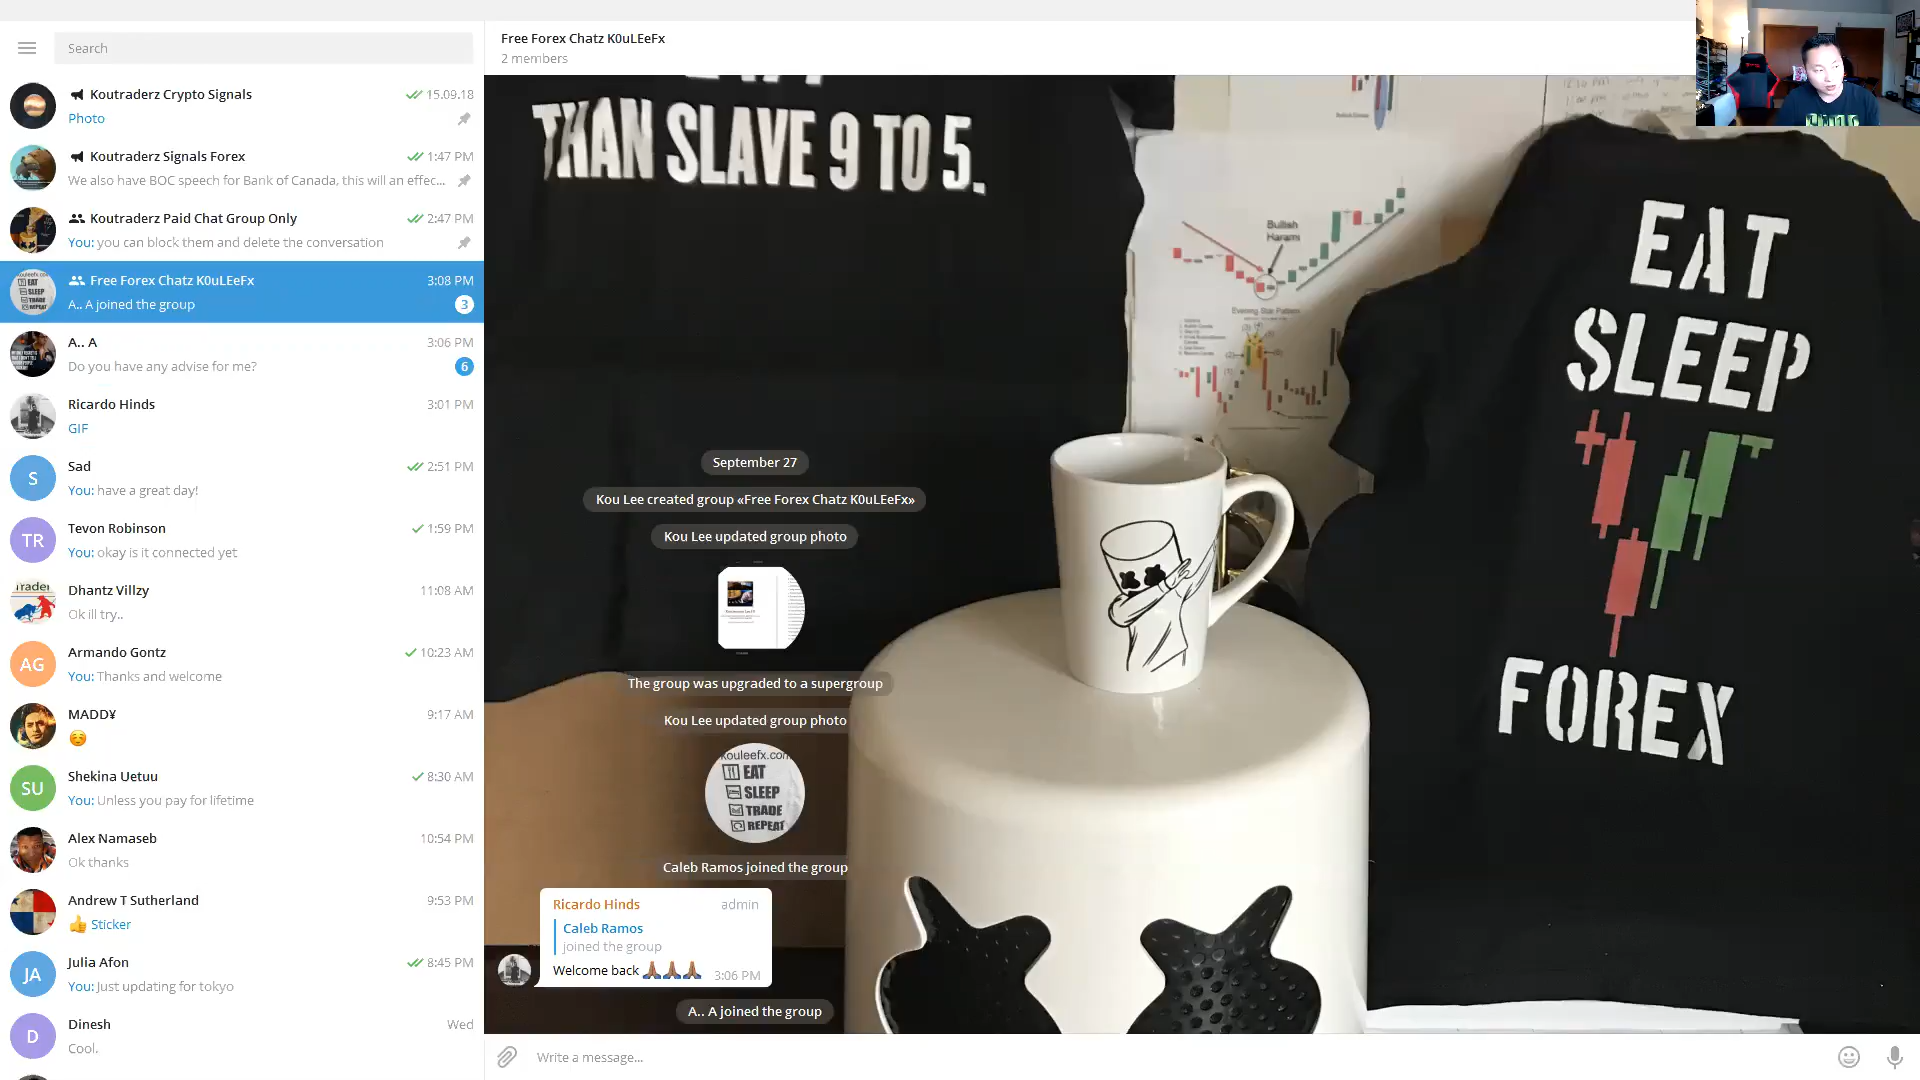 Search
Koutraderz Crypto Signals
15.09.18
Photo
Koutraderz Signals Forex
1:47 PM
We also have BOC speech for Bank of Canada, this will an effec...
Koutraderz Paid Chat Group Only
2:47 PM
You: you can block them and delete the conversation
Free Forex Chatz K0uLEeFx
3:08 PM
A.. A joined the group
3
A.. A
3:06 PM
Do you have any advise for me?
6
Ricardo Hinds
3:01 PM
GIF
S
Sad
2:51 PM
You: have a great day!
TR
Tevon Robinson
1:59 PM
You: okay is it connected yet
Dhantz Villzy
11:08 AM
Ok ill try..
AG
Armando Gontz
10:23 AM
You: Thanks and welcome
MADD¥
9:17 AM
☺️
SU
Shekina Uetuu
8:30 AM
You: Unless you pay for lifetime
Alex Namaseb
10:54 PM
Ok thanks
Andrew T Sutherland
9:53 PM
👍 Sticker
JA
Julia Afon
8:45 PM
You: Just updating for tokyo
D
Dinesh
Wed
Cool.
Free Forex Chatz K0uLEeFx
2 members
THAN SLAVE 9 TO 5.
Bullish
Harami
Evening Star Pattern
EAT
SLEEP
FOREX
September 27
Kou Lee created group «Free Forex Chatz K0uLEeFx»
Kou Lee updated group photo
The group was upgraded to a supergroup
Kou Lee updated group photo
kouleefx.com
EAT
SLEEP
TRADE
REPEAT
Caleb Ramos joined the group
Ricardo Hinds
admin
Caleb Ramos
joined the group
Welcome back 🙏🏽🙏🏽🙏🏽
3:06 PM
A.. A joined the group
Write a message...